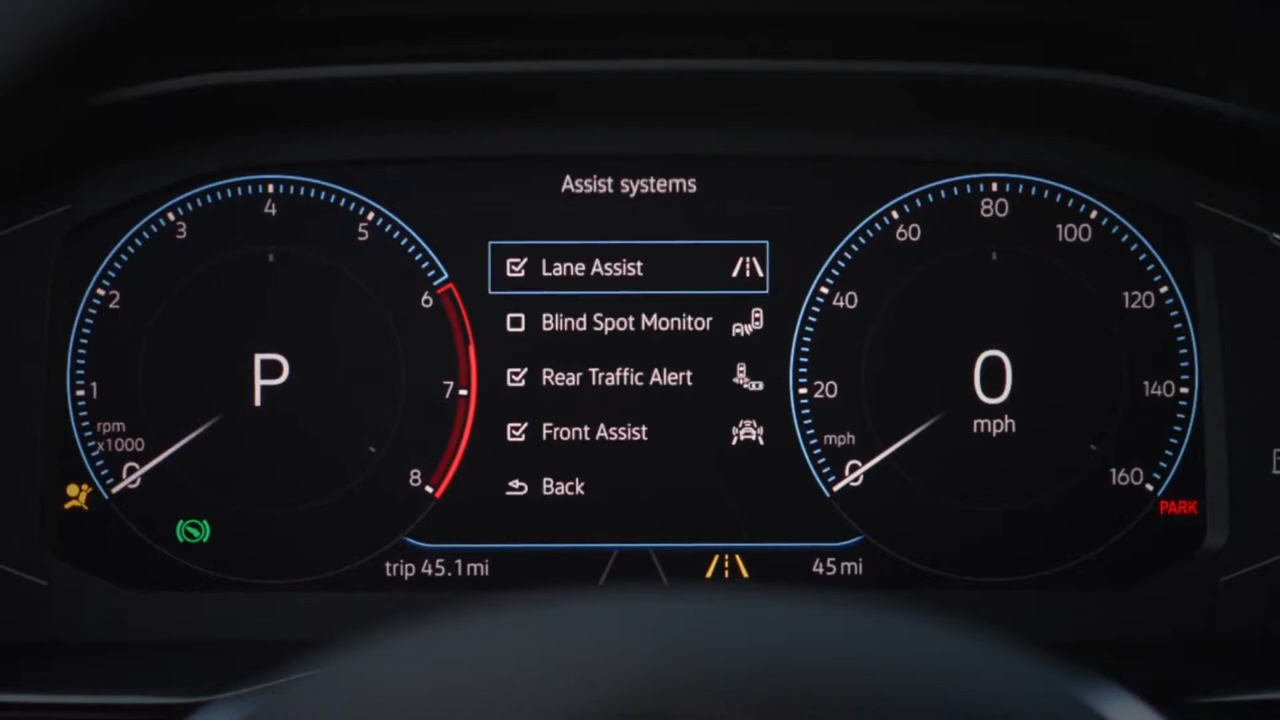 Assist systems
Lane Assist
Blind Spot Monitor
Rear Traffic Alert
Front Assist
Back
0
1
2
3
4
5
6
7
8
rpm
x1000
P
0
20
40
60
80
100
120
140
160
mph
0
mph
PARK
trip 45.1 mi
45 mi